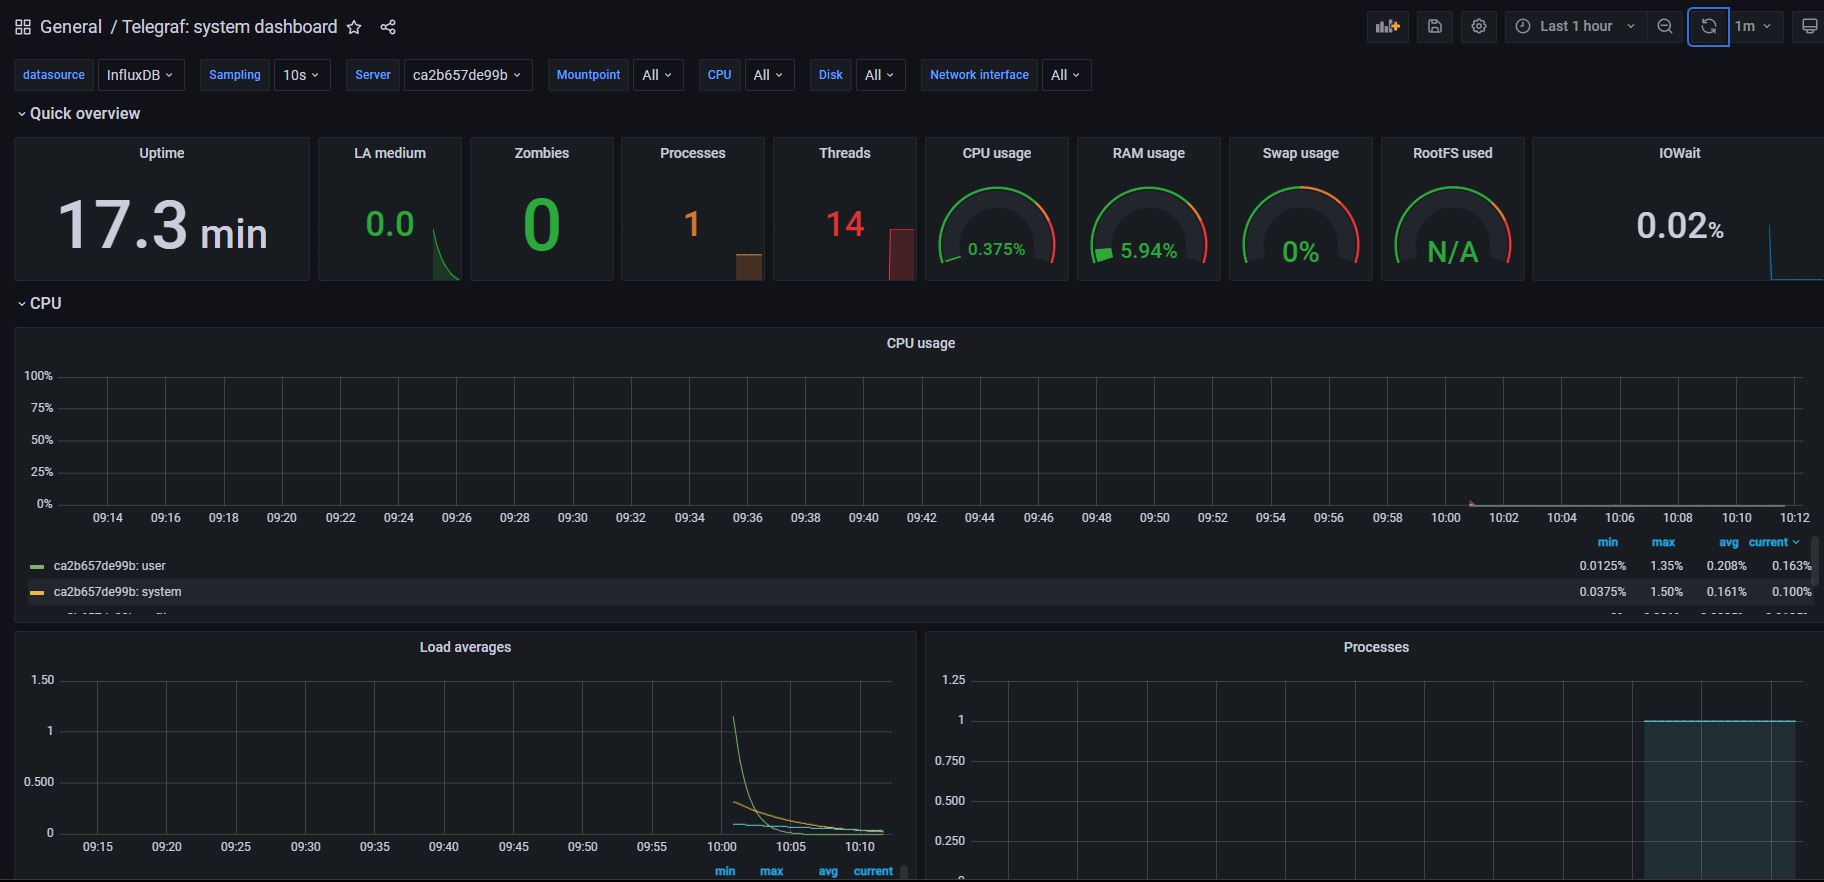 General / Telegraf: system dashboard
Last 1 hour
1m
datasource InfluxDB Sampling 10s Server ca2b657de99b Mountpoint All CPU All Disk All Network interface All
Quick overview
Uptime
17.3 min
LA medium
0.0
Zombies
0
Processes
1
Threads
14
CPU usage
0.375%
RAM usage
5.94%
Swap usage
0%
RootFS used
N/A
IOWait
0.02%
CPU
CPU usage
100%
75%
50%
25%
0%
09:14 09:16 09:18 09:20 09:22 09:24 09:26 09:28 09:30 09:32 09:34 09:36 09:38 09:40 09:42 09:44 09:46 09:48 09:50 09:52 09:54 09:56 09:58 10:00 10:02 10:04 10:06 10:08 10:10 10:12
min max avg current
ca2b657de99b: user 0.0125% 1.35% 0.208% 0.163%
ca2b657de99b: system 0.0375% 1.50% 0.161% 0.100%
Load averages
1.50
1
0.500
0
09:15 09:20 09:25 09:30 09:35 09:40 09:45 09:50 09:55 10:00 10:05 10:10
min max avg current
Processes
1.25
1
0.750
0.500
0.250